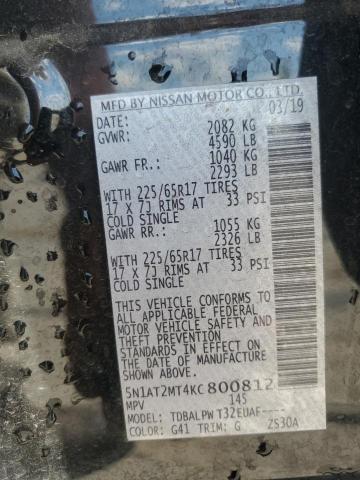 MFD BY NISSAN MOTOR CO., LTD.
DATE: 03/19
GVWR: 2082 KG
4590 LB
GAWR FR.: 1040 KG
2293 LB
WITH 225/65R17 TIRES
17 X 7J RIMS AT 33 PSI
COLD SINGLE
GAWR RR.: 1055 KG
2326 LB
WITH 225/65R17 TIRES
17 X 7J RIMS AT 33 PSI
COLD SINGLE
THIS VEHICLE CONFORMS TO
ALL APPLICABLE FEDERAL
MOTOR VEHICLE SAFETY AND
THEFT PREVENTION
STANDARDS IN EFFECT ON THE
DATE OF MANUFACTURE
SHOWN ABOVE.
5N1AT2MT4KC800812
MPV 145
MODEL: TDBALPWT32EUAF----
COLOR: G41 TRIM: G ZS30A